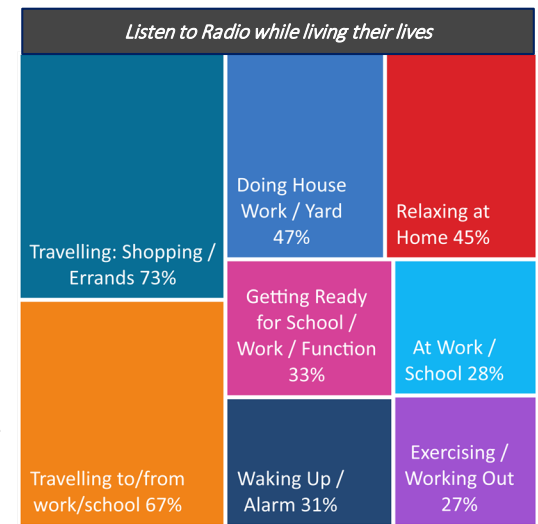 Listen to Radio while living their lives
Travelling: Shopping /
Errands 73%
Doing House
Work / Yard
47%
Relaxing at
Home 45%
Travelling to/from
work/school 67%
Getting Ready
for School /
Work / Function
33%
At Work /
School 28%
Waking Up /
Alarm 31%
Exercising /
Working Out
27%